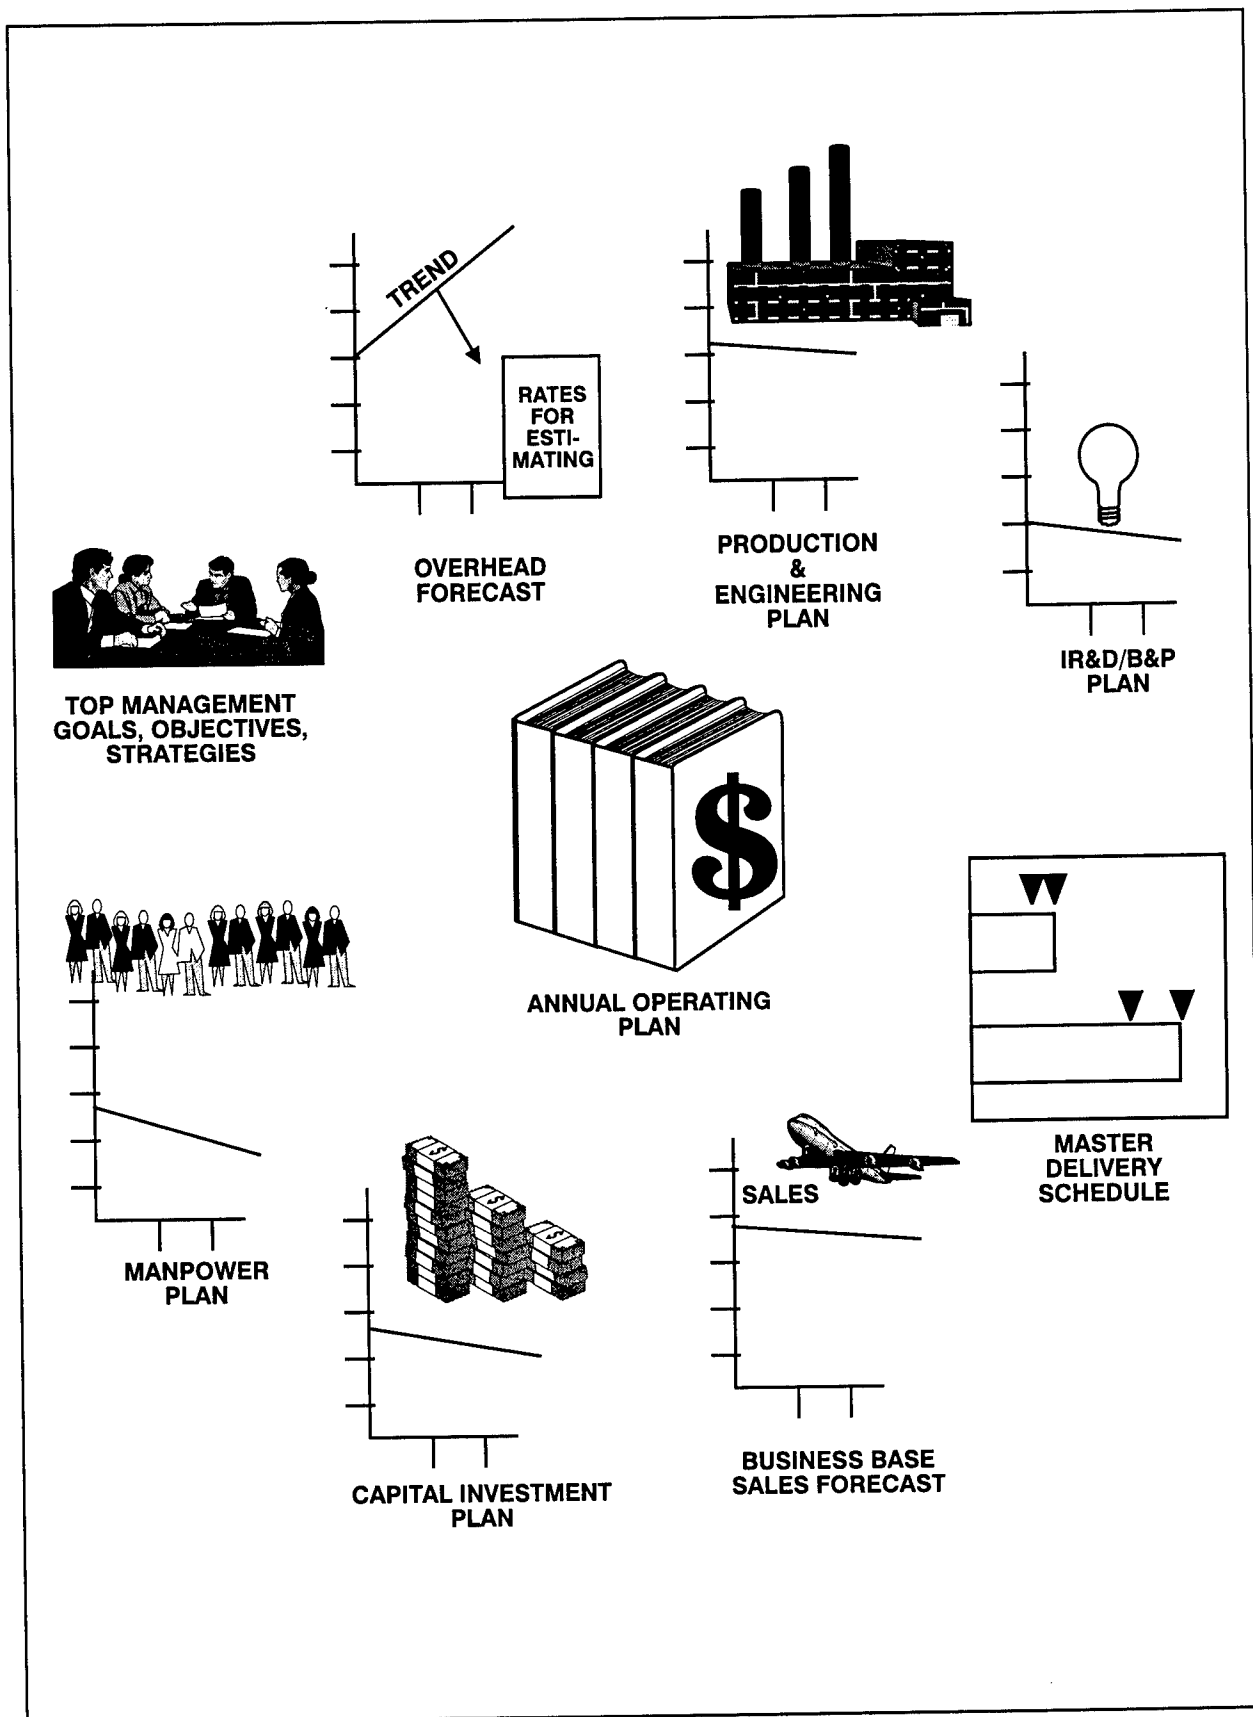 TREND
RATES
FOR
ESTI-
MATING
OVERHEAD
FORECAST
PRODUCTION
&
ENGINEERING
PLAN
IR&D/B&P
PLAN
TOP MANAGEMENT
GOALS, OBJECTIVES,
STRATEGIES
$
ANNUAL OPERATING
PLAN
MASTER
DELIVERY
SCHEDULE
MANPOWER
PLAN
$
$
$
CAPITAL INVESTMENT
PLAN
SALES
BUSINESS BASE
SALES FORECAST